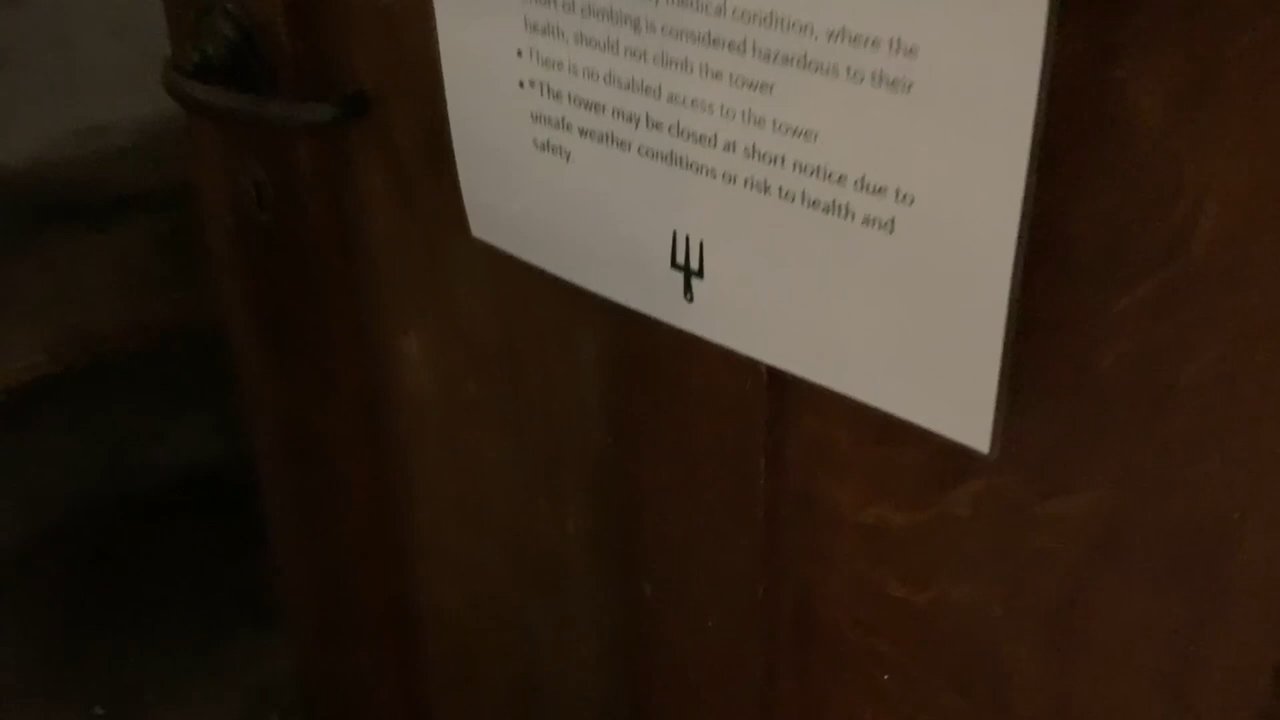 medical condition, where the
of climbing is considered hazardous to their
health, should not climb the tower
• There is no disabled access to the tower
• *The tower may be closed at short notice due to
unsafe weather conditions or risk to health and
safety.